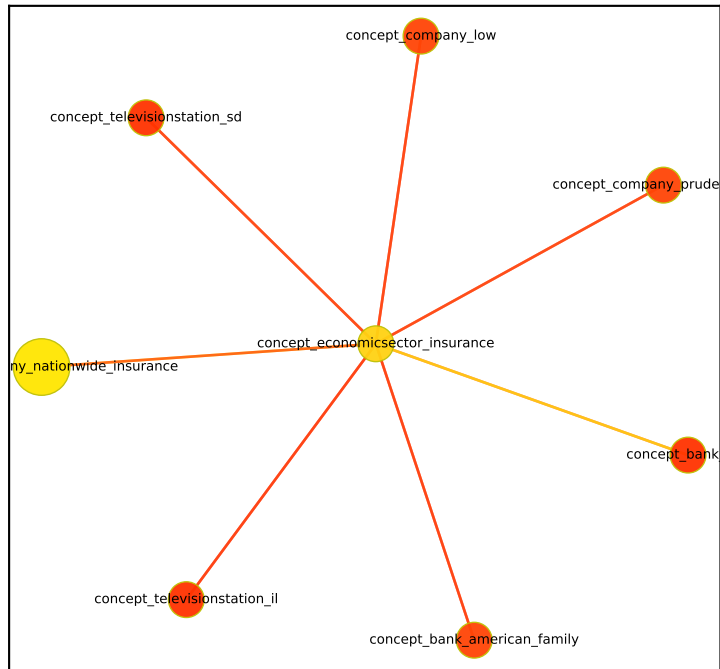 concept_company_low
concept_televisionstation_sd
concept_company_prude
concept_economicsector_insurance
ny_nationwide_insurance
concept_bank
concept_televisionstation_il
concept_bank_american_family